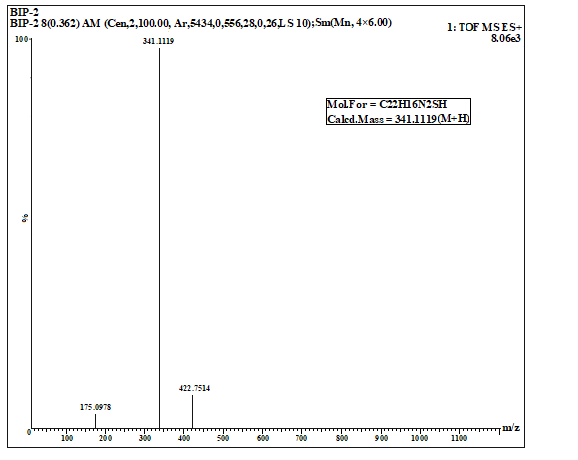 BIP-2
BIP-2 8(0.362) AM (Cen,2,100.00, Ar,5434,0,556,28,0,26,LS 10);Sm(Mn, 4×6.00)
1: TOF MS ES+
8.06e3
100
341.1119
Mol.For = C22H16N2SH
Calcd.Mass = 341.1119(M+H)
%
422.7514
175.0978
0
m/z
100 200 300 400 500 600 700 800 900 1000 1100